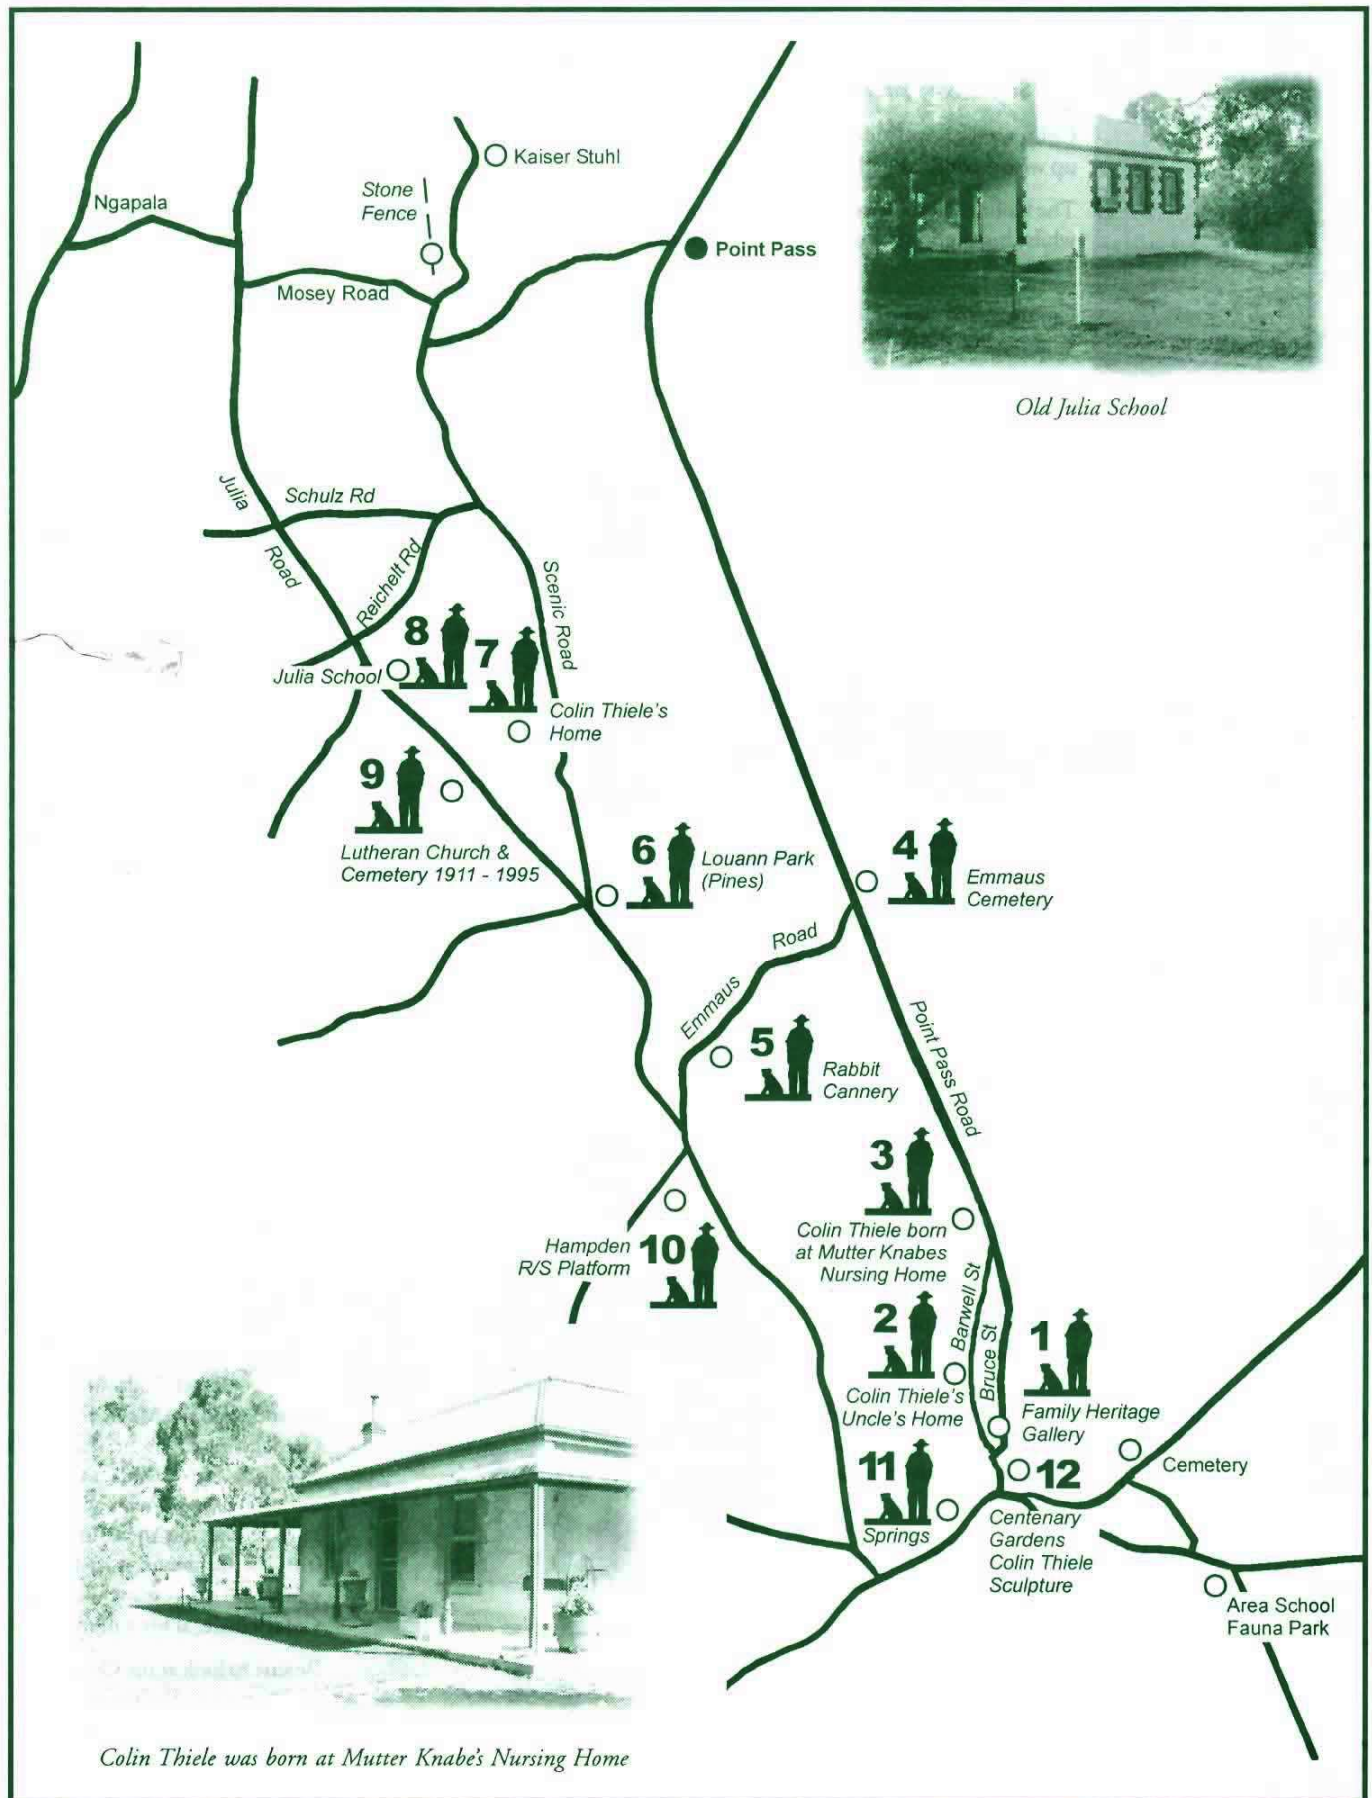 Kaiser Stuhl
Stone
Fence
Ngapala
Point Pass
Mosey Road
Old Julia School
Julia
Road
Schulz Rd
Reichelt Rd
Scenic Road
8
7
Julia School
Colin Thiele's
Home
9
Lutheran Church &
Cemetery 1911 - 1995
6
Louann Park
(Pines)
4
Emmaus
Cemetery
Emmaus
Road
Point Pass Road
5
Rabbit
Cannery
3
Colin Thiele born
at Mutter Knabes
Nursing Home
Hampden
R/S Platform
10
Barwell St
Bruce St
2
Colin Thiele's
Uncle's Home
1
Family Heritage
Gallery
11
Springs
12
Centenary
Gardens
Colin Thiele
Sculpture
Cemetery
Area School
Fauna Park
Colin Thiele was born at Mutter Knabe's Nursing Home